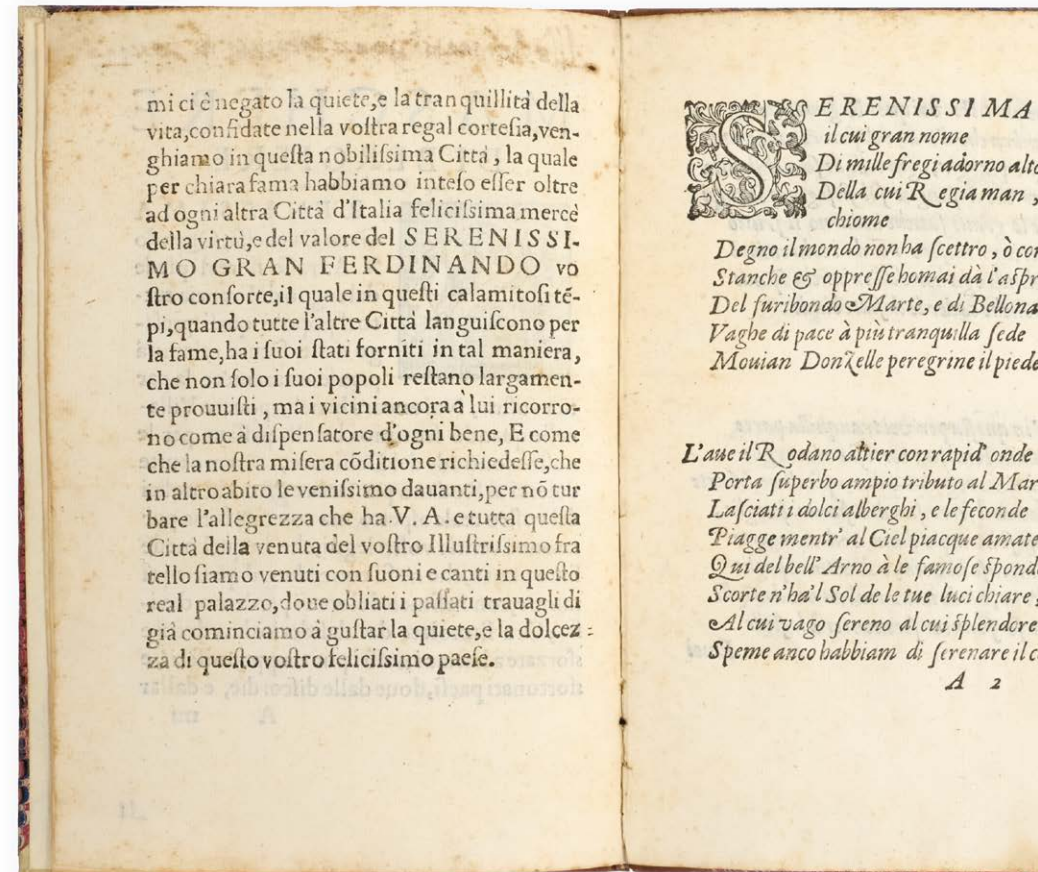 mi ci è negato la quiete,e la tranquillità della
vita,confidate nella voſtra regal corteſia,ven-
ghiamo in queſta nobiliſsima Città , la quale
per chiara fama habbiamo inteſo eſſer oltre
ad ogni altra Città d'Italia feliciſsima mercè
della virtù,e del valore del SERENISSI-
MO GRAN FERDINANDO vo
ſtro conſorte,il quale in queſti calamitoſi tẽ-
pi,quando tutte l'altre Città languiſcono per
la fame,ha i ſuoi ſtati forniti in tal maniera,
che non ſolo i ſuoi popoli reſtano largamen-
te prouuiſti , ma i vicini ancora à lui ricorro-
no come à diſpenſatore d'ogni bene, E come
che la noſtra miſera cõditione richiedeſſe,che
in altro abito le veniſsimo dauanti,per nõ tur
bare l'allegrezza che ha V. A. e tutta queſta
Città della venuta del voſtro Illuſtriſsimo fra
tello ſiamo venuti con ſuoni e canti in queſto
real palazzo,doue obliati i paſſati trauagli di
già cominciamo à guſtar la quiete,e la dolcez=
za di queſto voſtro feliciſsimo paeſe.
SERENISSIMA
il cui gran nome
Di mille fregi adorno alto
Della cui Regia man ,
chiome
Degno il mondo non ha ſcettro , ò cor
Stanche & oppreſſe homai dà l'aſpr
Del furibondo Marte, e di Bellona
Vaghe di pace à più tranquilla ſede
Mouian Donzelle peregrine il piede
L'aue il Rodano altier con rapid' onde
Porta ſuperbo ampio tributo al Mar
Laſciati i dolci alberghi , e le feconde
Piagge mentr' al Ciel piacque amate
Qui del bell' Arno à le famoſe ſpond
Scorte n'ha'l Sol de le tue luci chiare ,
Al cui vago ſereno al cui ſplendore
Speme anco habbiam di ſerenare il c
A 2